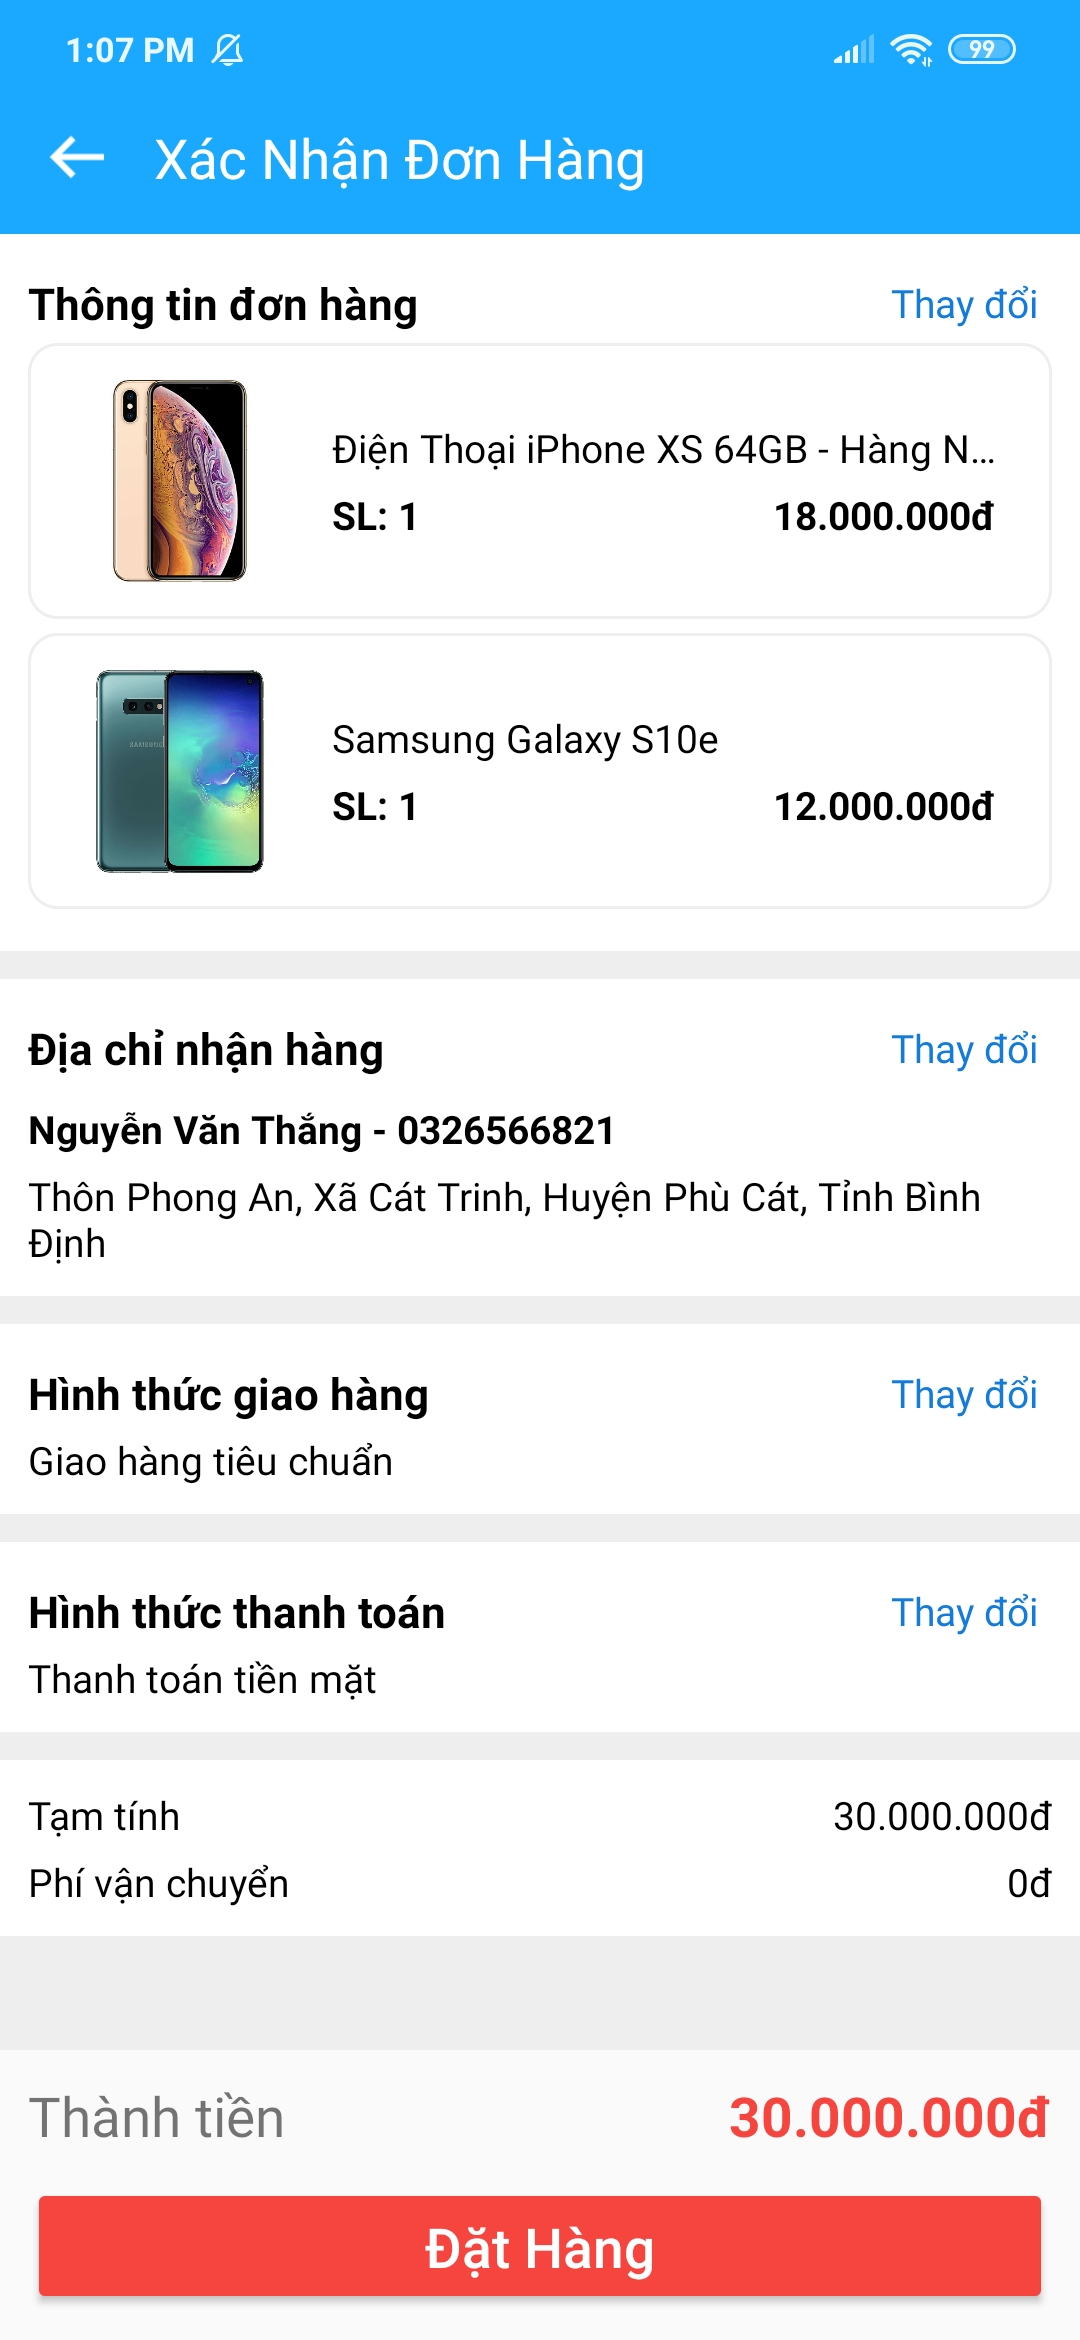 1:07 PM
99
Xác Nhận Đơn Hàng
Thông tin đơn hàng
Thay đổi
Điện Thoại iPhone XS 64GB - Hàng N...
SL: 1
18.000.000đ
SAMSUNG
Samsung Galaxy S10e
SL: 1
12.000.000đ
Địa chỉ nhận hàng
Thay đổi
Nguyễn Văn Thắng - 0326566821
Thôn Phong An, Xã Cát Trinh, Huyện Phù Cát, Tỉnh Bình
Định
Hình thức giao hàng
Thay đổi
Giao hàng tiêu chuẩn
Hình thức thanh toán
Thay đổi
Thanh toán tiền mặt
Tạm tính
30.000.000đ
Phí vận chuyển
0đ
Thành tiền
30.000.000đ
Đặt Hàng